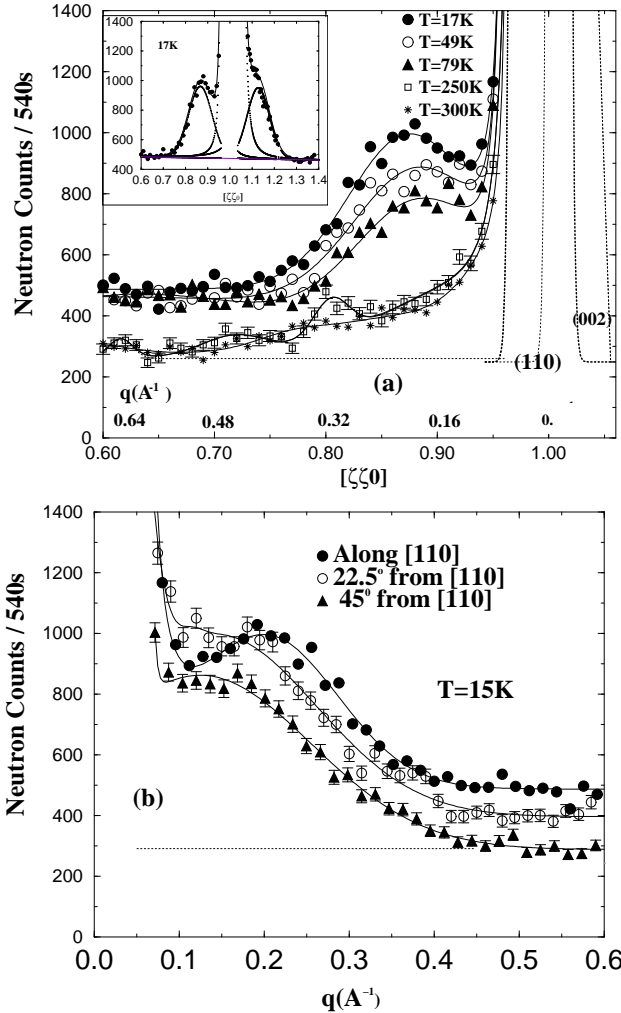 1400
1200
1000
800
600
400
200
0
Neutron Counts / 540s
1400
1200
1000
800
600
400
17K
0.6 0.7 0.8 0.9 1.0 1.1 1.2 1.3 1.4
[ζζ0]
T=17K
T=49K
T=79K
T=250K
T=300K
(002)
(110)
(a)
q(A⁻¹ )
0.64 0.48 0.32 0.16 0.
0.60 0.70 0.80 0.90 1.00
[ζζ0]
1400
1200
1000
800
600
400
200
0
Neutron Counts / 540s
Along [110]
22.5° from [110]
45⁰ from [110]
T=15K
(b)
0.0 0.1 0.2 0.3 0.4 0.5 0.6
q(A⁻¹)